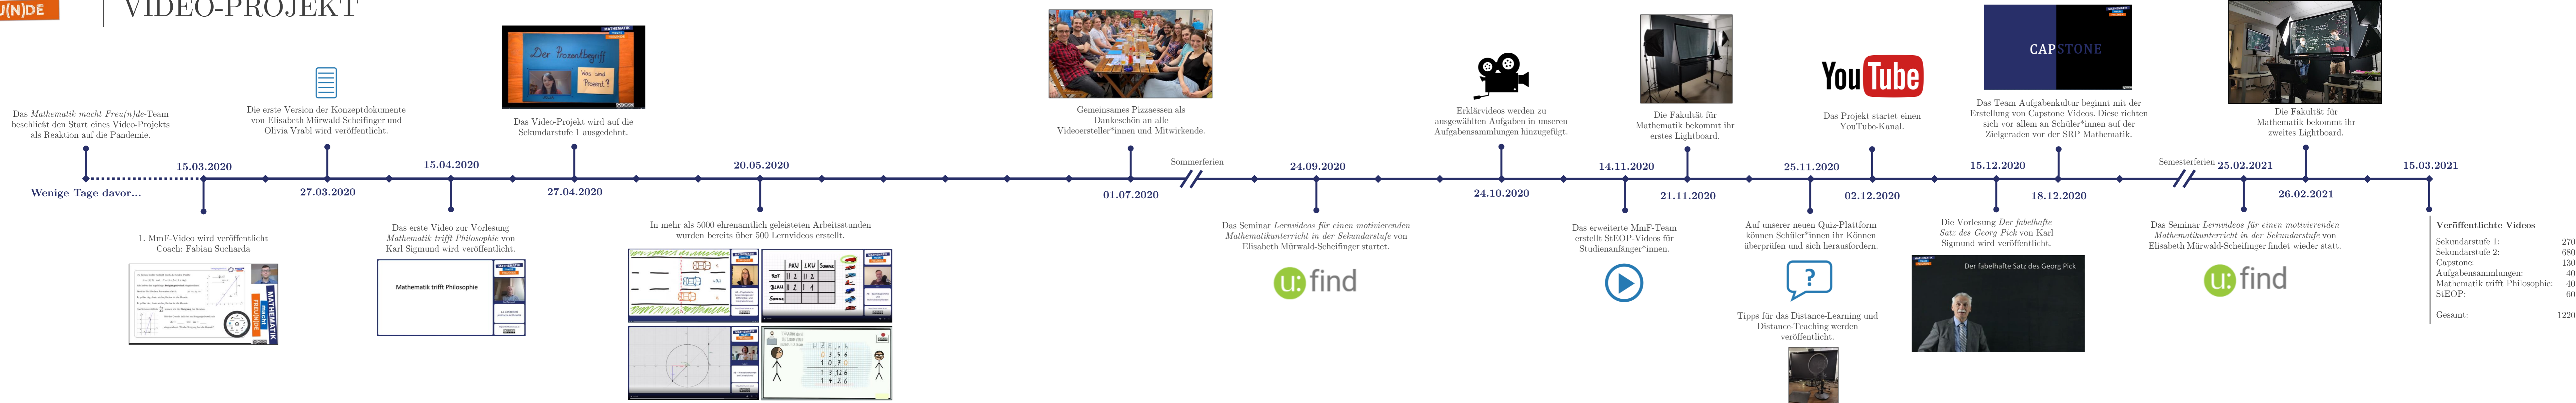 U(N)DE
VIDEO-PROJEKT
Das Mathematik macht Freu(n)de-Team
beschließt den Start eines Video-Projekts
als Reaktion auf die Pandemie.
Wenige Tage davor...
15.03.2020
1. MmF-Video wird veröffentlicht
Coach: Fabian Sucharda
MATHEMATIK
macht
FREUNDE
Die erste Version der Konzeptdokumente
von Elisabeth Mürwald-Scheifinger und
Olivia Vrabl wird veröffentlicht.
27.03.2020
15.04.2020
Das erste Video zur Vorlesung
Mathematik trifft Philosophie von
Karl Sigmund wird veröffentlicht.
Mathematik trifft Philosophie
Der Prozentbegriff
Was sind
Prozent?
Das Video-Projekt wird auf die
Sekundarstufe 1 ausgedehnt.
27.04.2020
20.05.2020
In mehr als 5000 ehrenamtlich geleisteten Arbeitsstunden
wurden bereits über 500 Lernvideos erstellt.
PKW LKW Summe
ROT
BLAU
Summe
Gemeinsames Pizzaessen als
Dankeschön an alle
Videoersteller*innen und Mitwirkende.
01.07.2020
Sommerferien
24.09.2020
Das Seminar Lernvideos für einen motivierenden
Mathematikunterricht in der Sekundarstufe von
Elisabeth Mürwald-Scheifinger startet.
u:find
Erklärvideos werden zu
ausgewählten Aufgaben in unseren
Aufgabensammlungen hinzugefügt.
24.10.2020
14.11.2020
Das erweiterte MmF-Team
erstellt StEOP-Videos für
Studienanfänger*innen.
Die Fakultät für
Mathematik bekommt ihr
erstes Lightboard.
21.11.2020
25.11.2020
Auf unserer neuen Quiz-Plattform
können Schüler*innen ihr Können
überprüfen und sich herausfordern.
?
Tipps für das Distance-Learning und
Distance-Teaching werden
veröffentlicht.
YouTube
Das Projekt startet einen
YouTube-Kanal.
02.12.2020
15.12.2020
Die Vorlesung Der fabelhafte
Satz des Georg Pick von Karl
Sigmund wird veröffentlicht.
Der fabelhafte Satz des Georg Pick
CAPSTONE
Das Team Aufgabenkultur beginnt mit der
Erstellung von Capstone Videos. Diese richten
sich vor allem an Schüler*innen auf der
Zielgeraden vor der SRP Mathematik.
18.12.2020
Semesterferien
25.02.2021
Das Seminar Lernvideos für einen motivierenden
Mathematikunterricht in der Sekundarstufe von
Elisabeth Mürwald-Scheifinger findet wieder statt.
u:find
Die Fakultät für
Mathematik bekommt ihr
zweites Lightboard.
26.02.2021
15.03.2021
Veröffentlichte Videos
Sekundarstufe 1: 270
Sekundarstufe 2: 680
Capstone: 130
Aufgabensammlungen: 40
Mathematik trifft Philosophie: 40
StEOP: 60
Gesamt: 1220